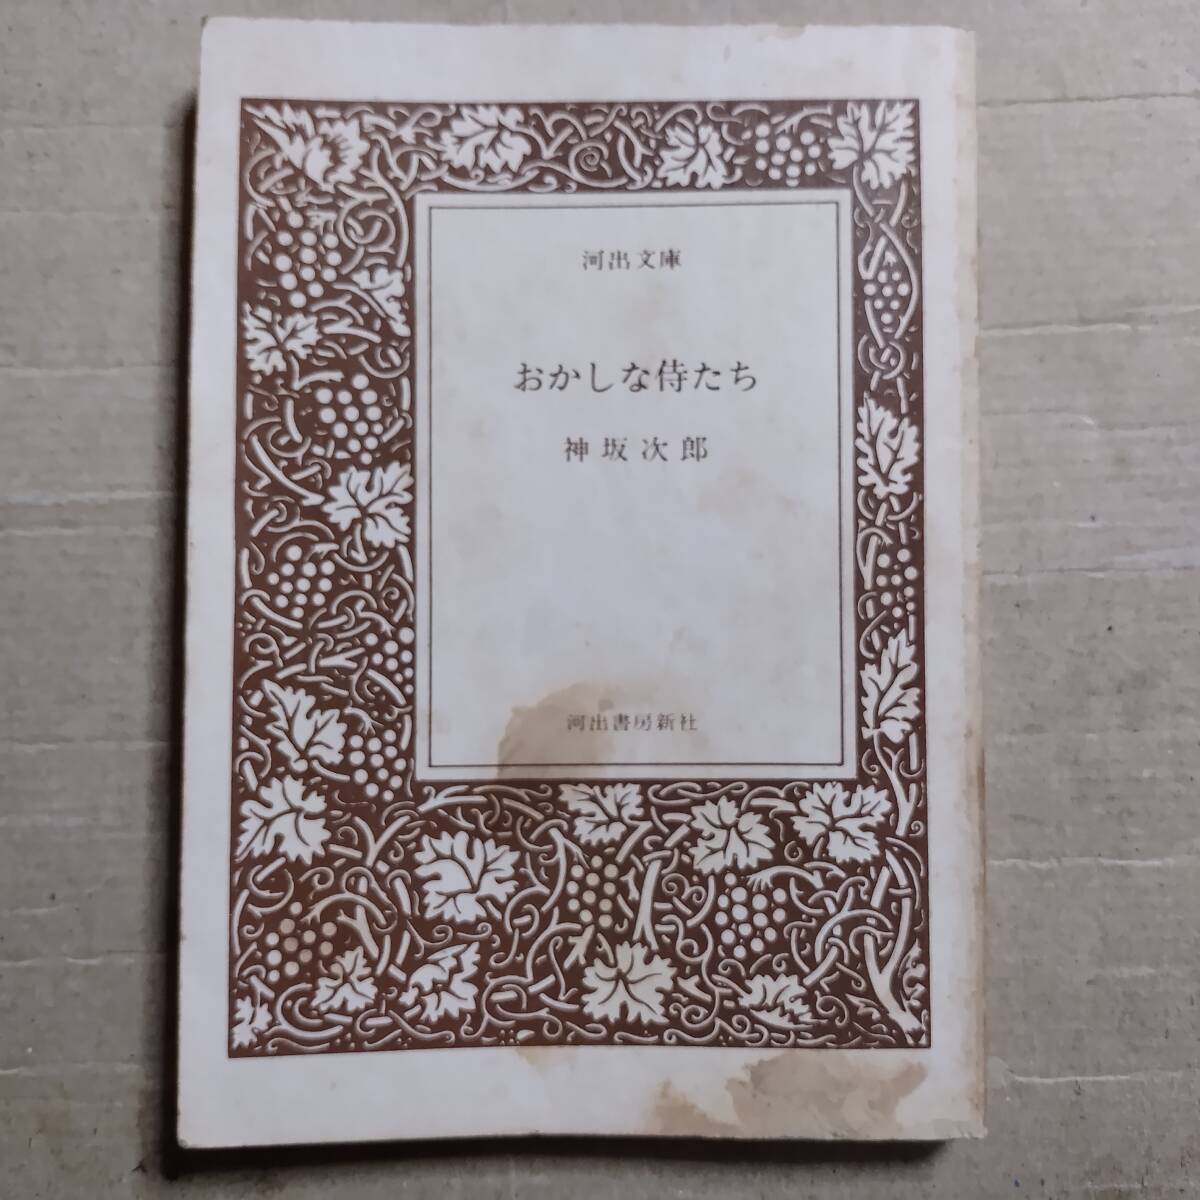 河出文庫
おかしな侍たち
神坂次郎
河出書房新社